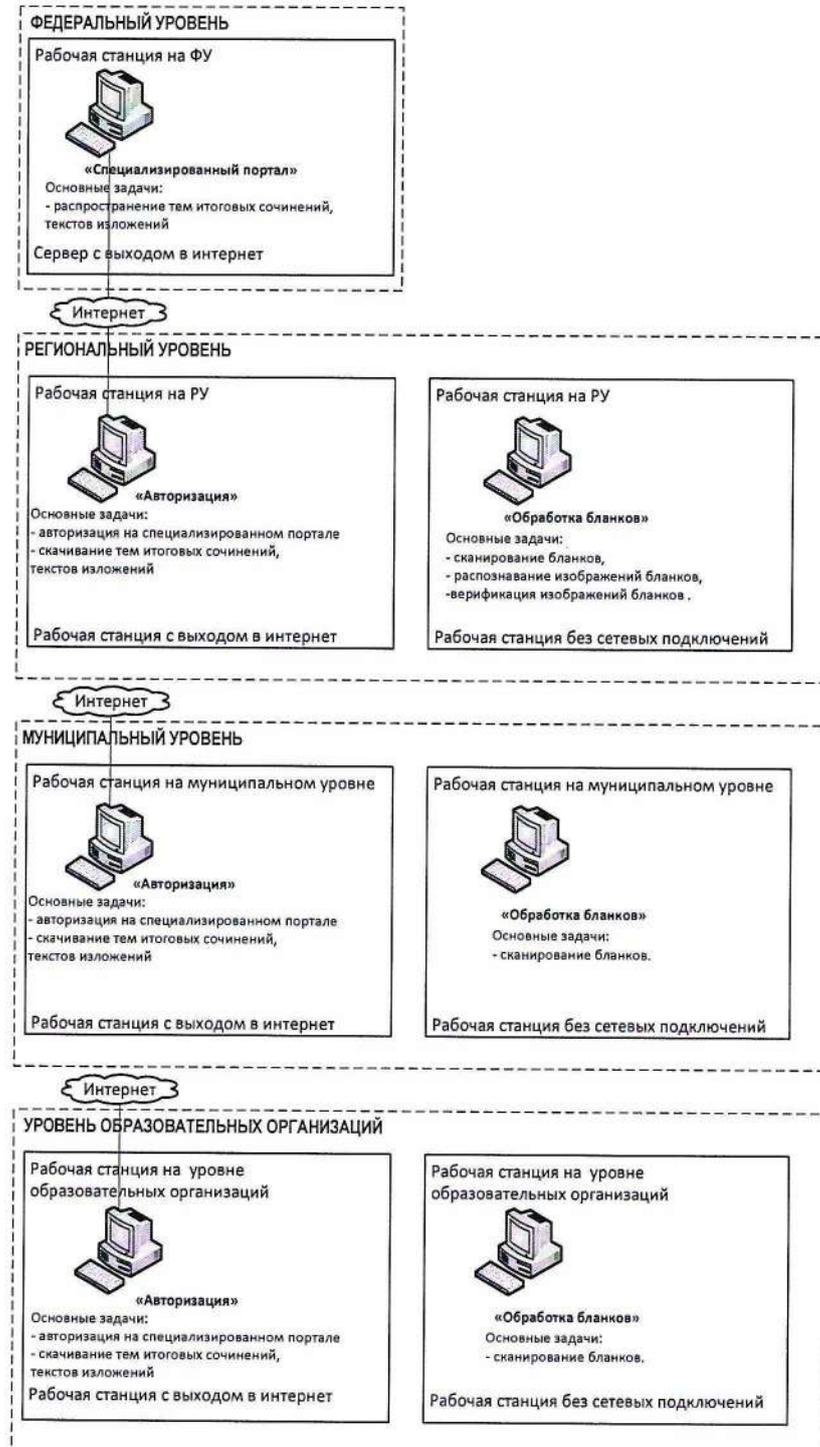 ФЕДЕРАЛЬНЫЙ УРОВЕНЬ
Рабочая станция на ФУ
«Специализированный портал»
Основные задачи:
- распространение тем итоговых сочинений,
текстов изложений
Сервер с выходом в интернет
Интернет
РЕГИОНАЛЬНЫЙ УРОВЕНЬ
Рабочая станция на РУ
«Авторизация»
Основные задачи:
- авторизация на специализированном портале
- скачивание тем итоговых сочинений,
текстов изложений
Рабочая станция с выходом в интернет
Рабочая станция на РУ
«Обработка бланков»
Основные задачи:
- сканирование бланков,
- распознавание изображений бланков,
-верификация изображений бланков .
Рабочая станция без сетевых подключений
Интернет
МУНИЦИПАЛЬНЫЙ УРОВЕНЬ
Рабочая станция на муниципальном уровне
«Авторизация»
Основные задачи:
- авторизация на специализированном портале
- скачивание тем итоговых сочинений,
текстов изложений
Рабочая станция с выходом в интернет
Рабочая станция на муниципальном уровне
«Обработка бланков»
Основные задачи:
- сканирование бланков.
Рабочая станция без сетевых подключений
Интернет
УРОВЕНЬ ОБРАЗОВАТЕЛЬНЫХ ОРГАНИЗАЦИЙ
Рабочая станция на уровне
образовательных организаций
«Авторизация»
Основные задачи:
- авторизация на специализированном портале
- скачивание тем итоговых сочинений,
текстов изложений
Рабочая станция с выходом в интернет
Рабочая станция на уровне
образовательных организаций
«Обработка бланков»
Основные задачи:
- сканирование бланков.
Рабочая станция без сетевых подключений